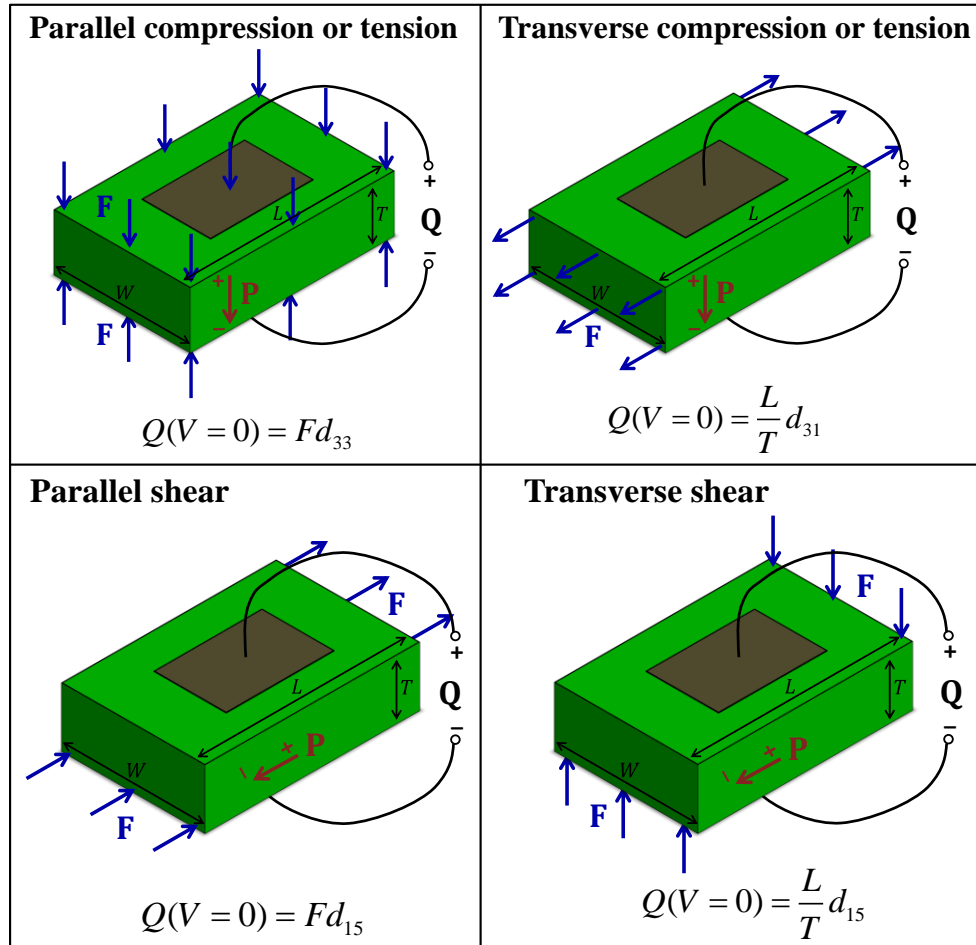 Parallel compression or tension
F
L
T
W
+
P
−
F
+
Q
−
Q(V = 0) = Fd₃₃
Transverse compression or tension
L
T
W
+
P
−
F
+
Q
−
Q(V = 0) = L/T d₃₁
Parallel shear
F
L
T
W
+
P
−
F
+
Q
−
Q(V = 0) = Fd₁₅
Transverse shear
F
L
T
W
+
P
−
F
+
Q
−
Q(V = 0) = L/T d₁₅